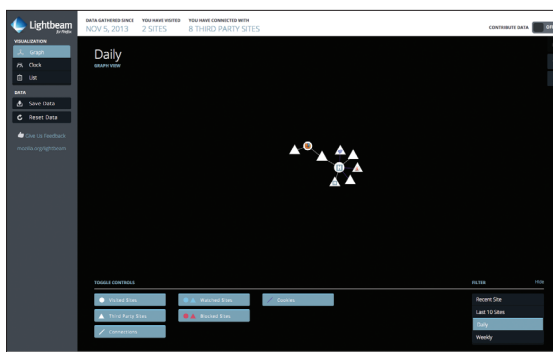 Lightbeam
for Firefox
DATA GATHERED SINCE
NOV 5, 2013
YOU HAVE VISITED
2 SITES
YOU HAVE CONNECTED WITH
8 THIRD PARTY SITES
CONTRIBUTE DATA
OFF
VISUALIZATION
Graph
Clock
List
DATA
Save Data
Reset Data
Give Us Feedback
mozilla.org/lightbeam
Daily
GRAPH VIEW
TOGGLE CONTROLS
Visited Sites
Watched Sites
Cookies
Third Party Sites
Blocked Sites
Connections
FILTER
Hide
Recent Site
Last 10 Sites
Daily
Weekly